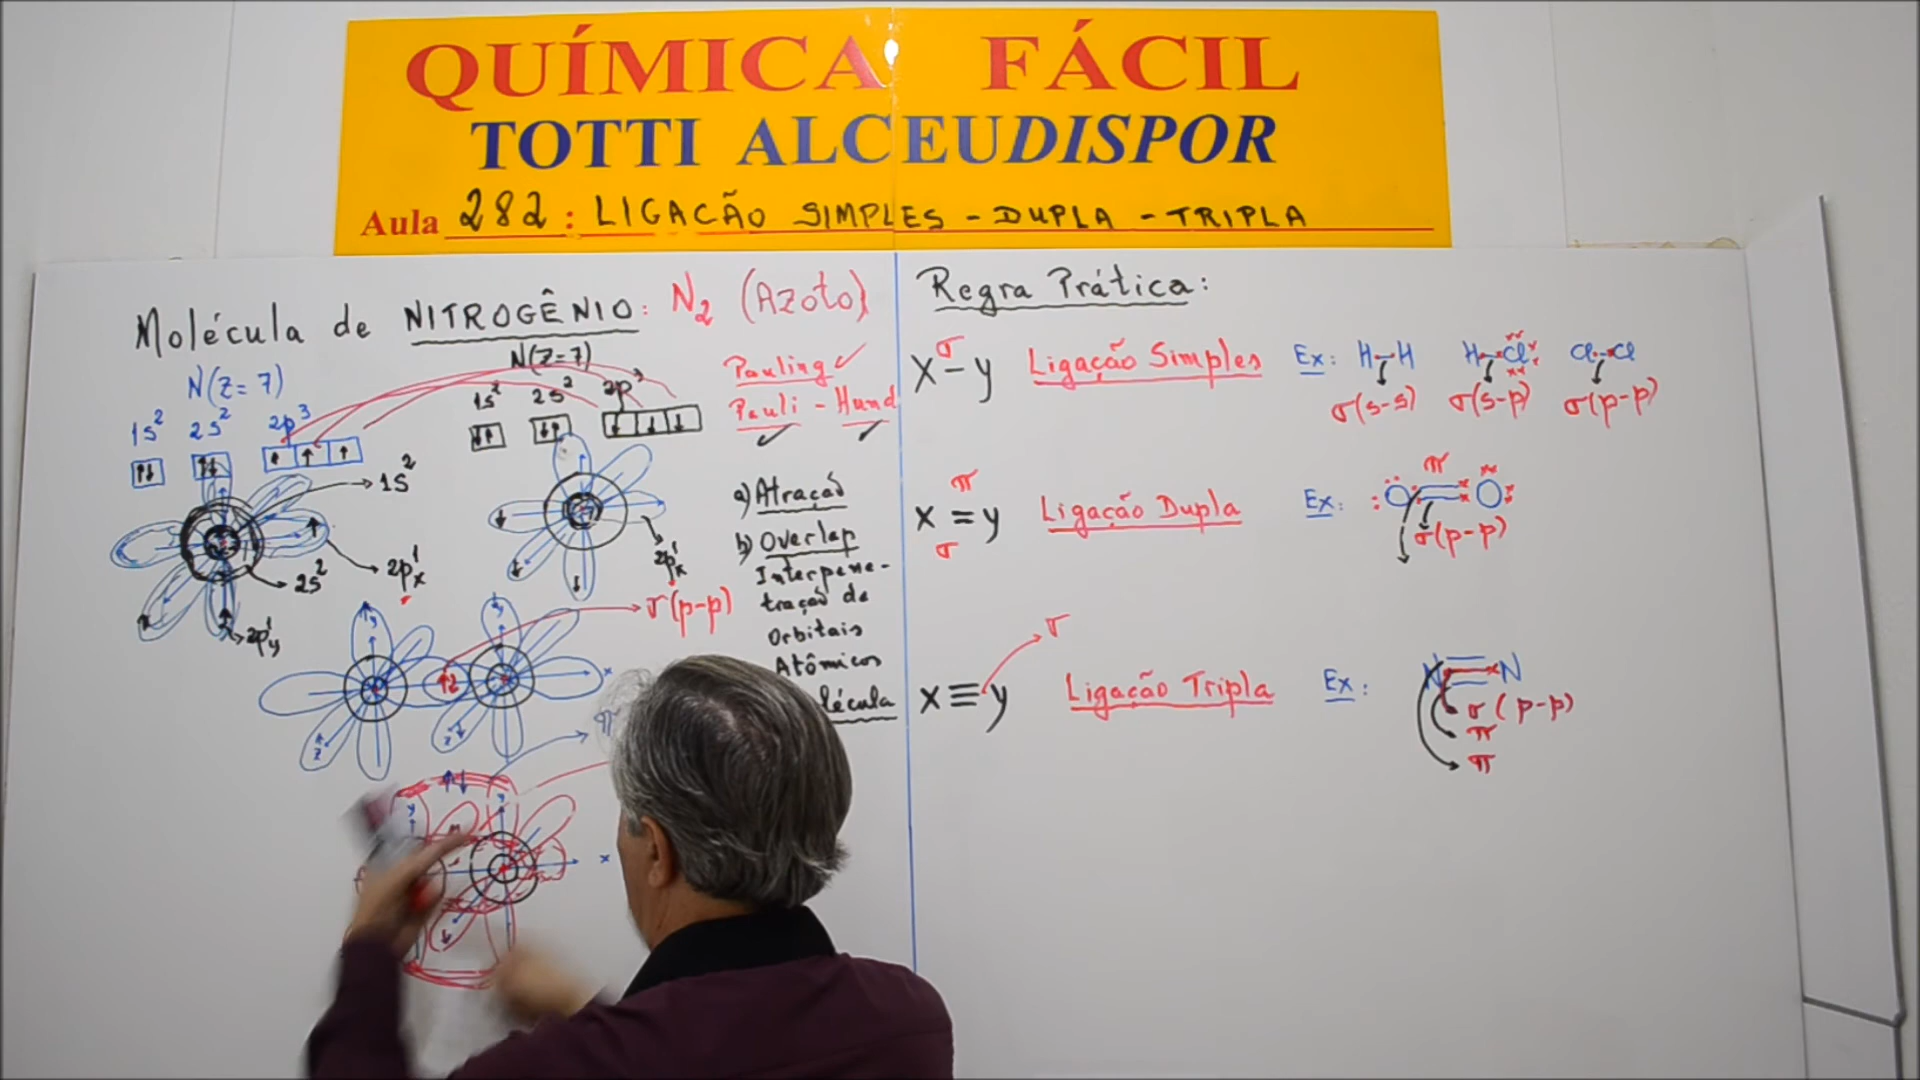 QUÍMICA FÁCIL
TOTTI ALCEUDISPOR
Aula 282: LIGAÇÃO SIMPLES - DUPLA - TRIPLA
Molécula de NITROGÊNIO: N2 (Azoto)
N(Z=7)
1s² 2s² 2p³
N(Z=7)
1s² 2s² 2p³
Pauling ✓
Pauli - Hund
1s²
2s²
2p¹x
2p¹y
2p¹x
a) Atração
b) Overlap
Interpene-
tração de
Orbitais
Atômicos
lécula
σ(p-p)
y
y
x
z
z
y
y
x
Regra Prática:
σ
x - y Ligação Simples Ex: H-H H-Cl Cl-Cl
σ(s-s) σ(s-p) σ(p-p)
π
x = y Ligação Dupla Ex: O=O
σ
π
σ(p-p)
σ
x ≡ y Ligação Tripla Ex: N≡N
σ(p-p)
π
π